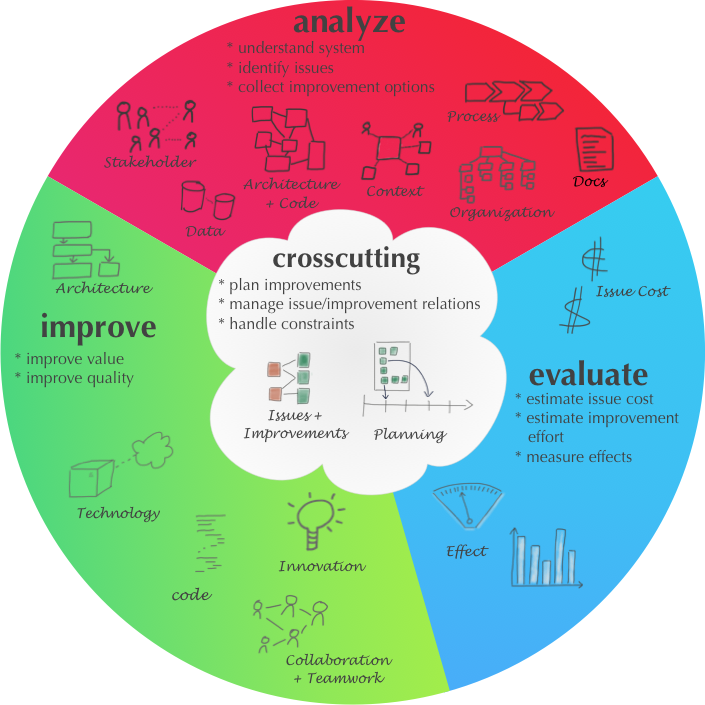 analyze
* understand system
* identify issues
* collect improvement options
Process
Stakeholder
Docs
Architecture
+ Code
Context
Organization
Data
crosscutting
* plan improvements
* manage issue/improvement relations
* handle constraints
Issues +
Improvements
Planning
Architecture
improve
* improve value
* improve quality
Technology
code
Innovation
Collaboration
+ Teamwork
Issue Cost
$
$
evaluate
* estimate issue cost
* estimate improvement
effort
* measure effects
Effect